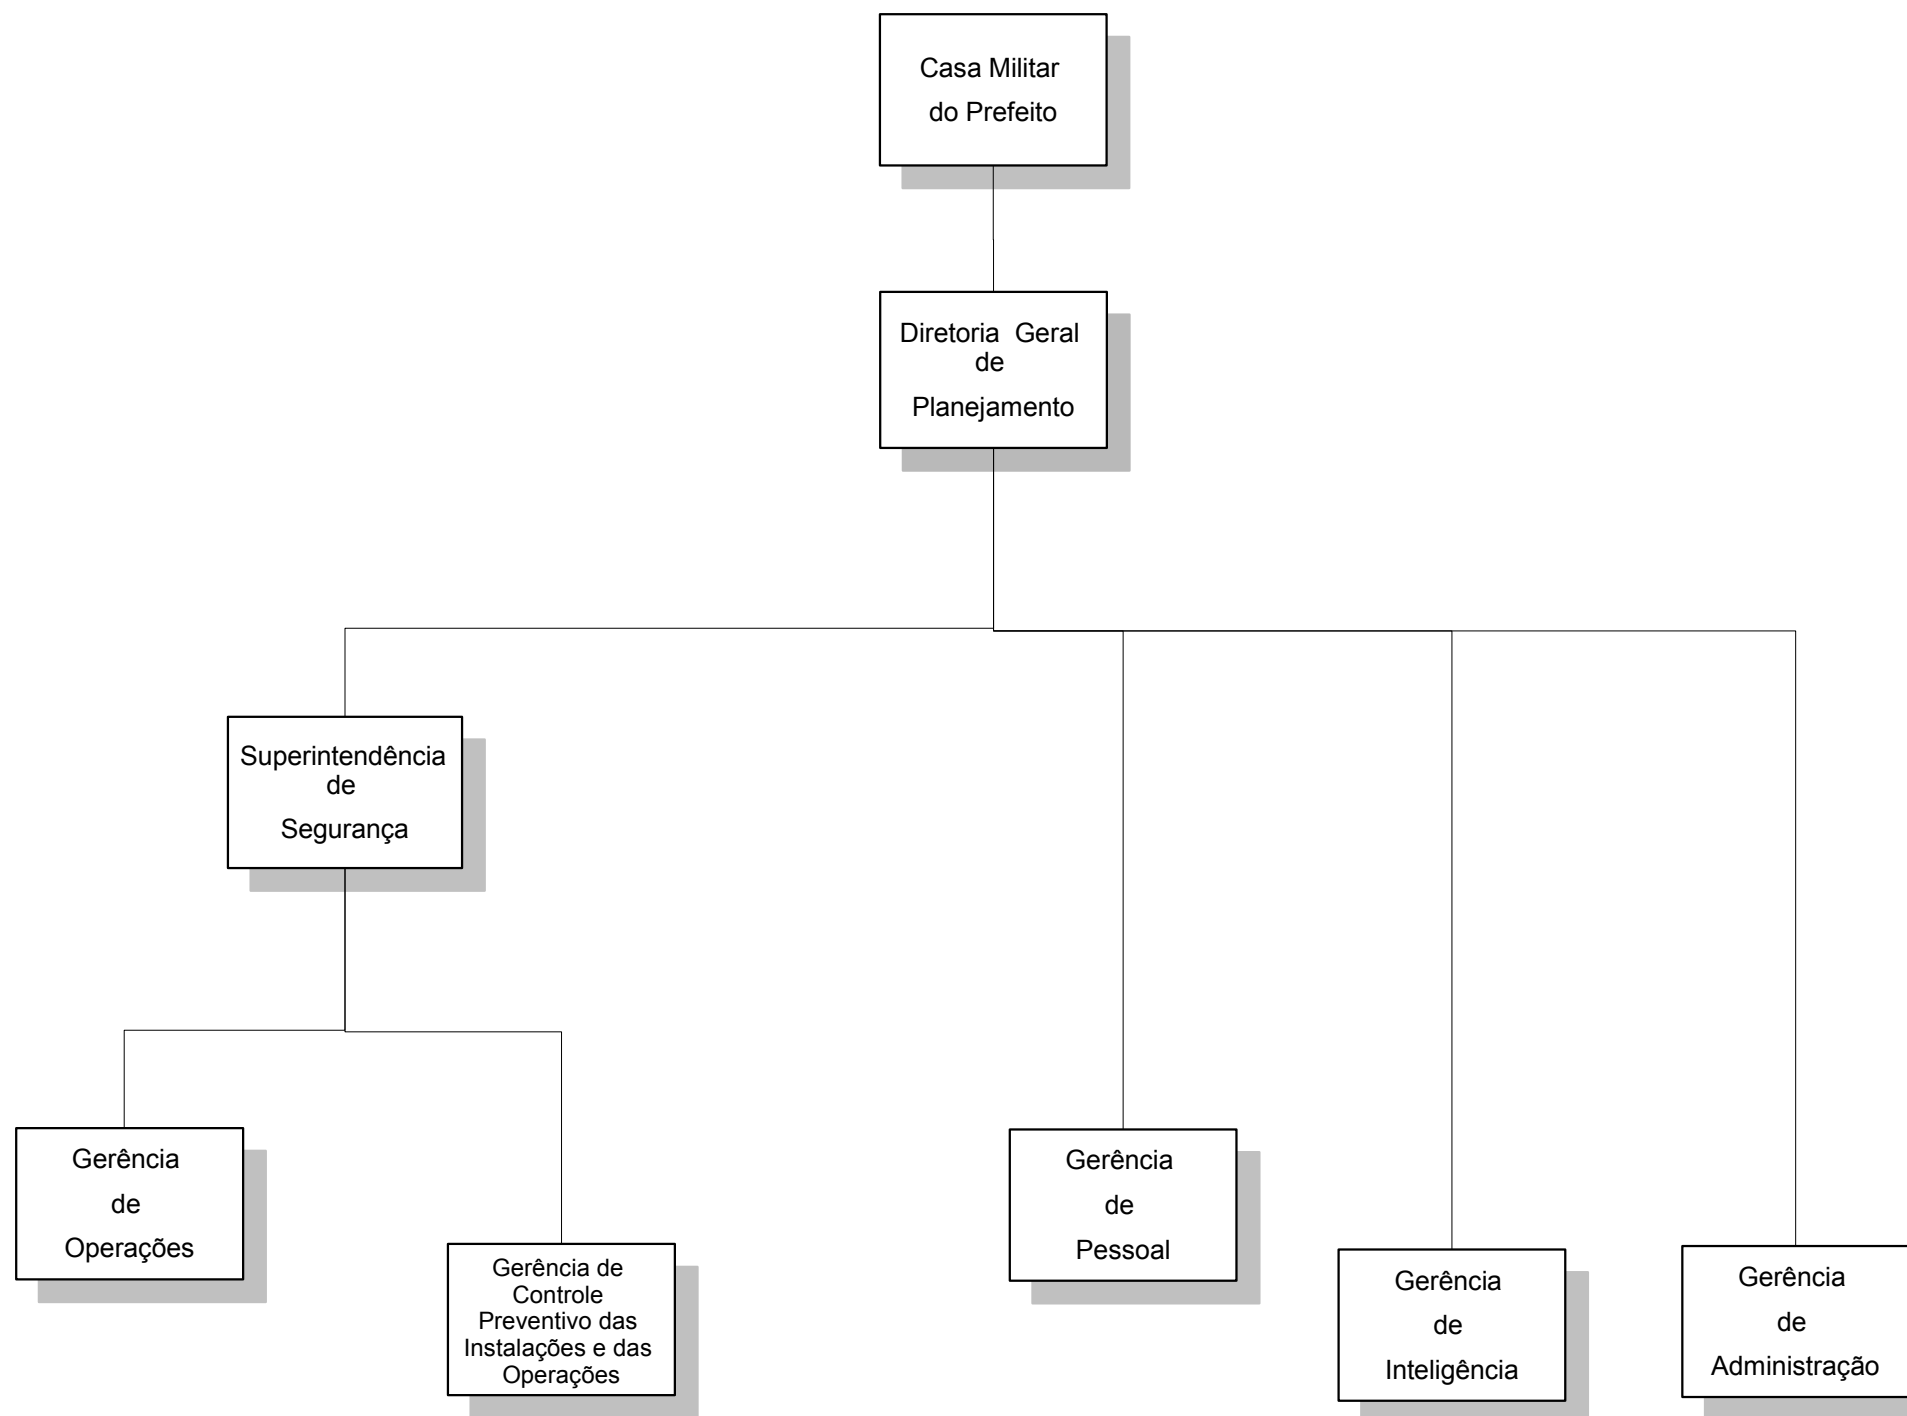 Casa Militar
do Prefeito
Diretoria Geral
de
Planejamento
Superintendência
de
Segurança
Gerência
de
Operações
Gerência de
Controle
Preventivo das
Instalações e das
Operações
Gerência
de
Pessoal
Gerência
de
Inteligência
Gerência
de
Administração